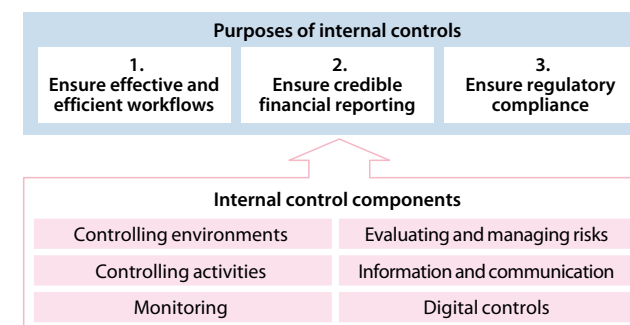 Purposes of internal controls
1.
Ensure effective and
efficient workflows
2.
Ensure credible
financial reporting
3.
Ensure regulatory
compliance
Internal control components
Controlling environments
Evaluating and managing risks
Controlling activities
Information and communication
Monitoring
Digital controls